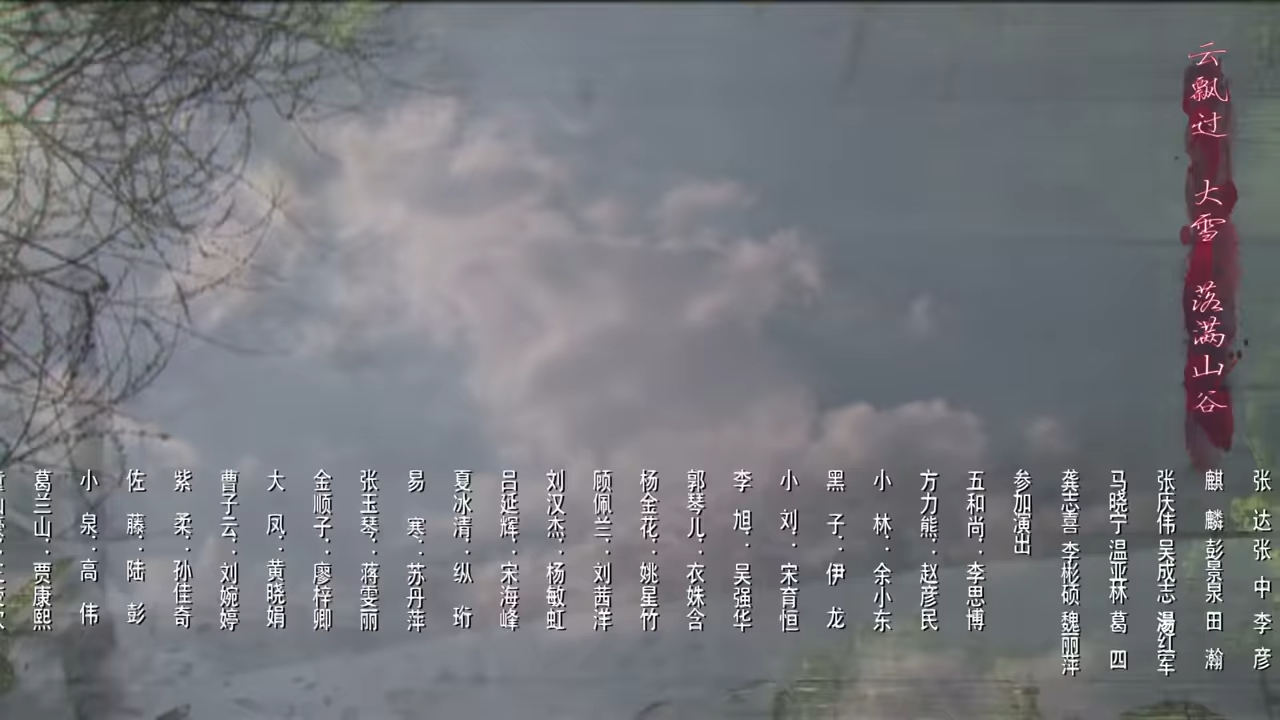 云飘过 大雪 落满山谷
张 达 张 中 李 彦
麒 麟 彭景泉 田 瀚
张庆伟 吴成志 湯红军
马晓宁 温亚林 葛 四
龚志喜 李彬硕 魏丽萍
参加演出：
五和尚：李思博
方力熊：赵彦民
小 林：余小东
黑 子：伊 龙
小 刘：宋育恒
李 旭：吴强华
郭琴儿：衣姝含
杨金花：姚星竹
顾佩兰：刘茜洋
刘汉杰：杨敏虹
吕延辉：宋海峰
夏冰清：纵 珩
易 寒：苏丹萍
张玉琴：蒋雯丽
金顺子：廖梓卿
大 凤：黄晓娟
曹子云：刘婉婷
紫 柔：孙佳奇
佐 藤：陆 彭
小 泉：高 伟
葛兰山：贾康熙